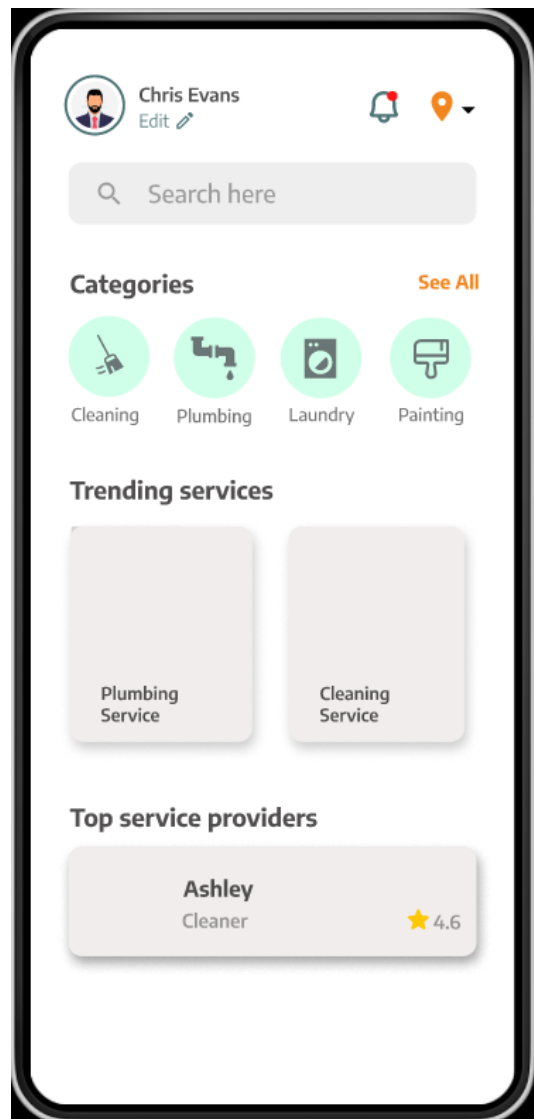 Chris Evans
Edit
Search here
Categories
See All
Cleaning
Plumbing
Laundry
Painting
Trending services
Plumbing
Service
Cleaning
Service
Top service providers
Ashley
Cleaner
4.6